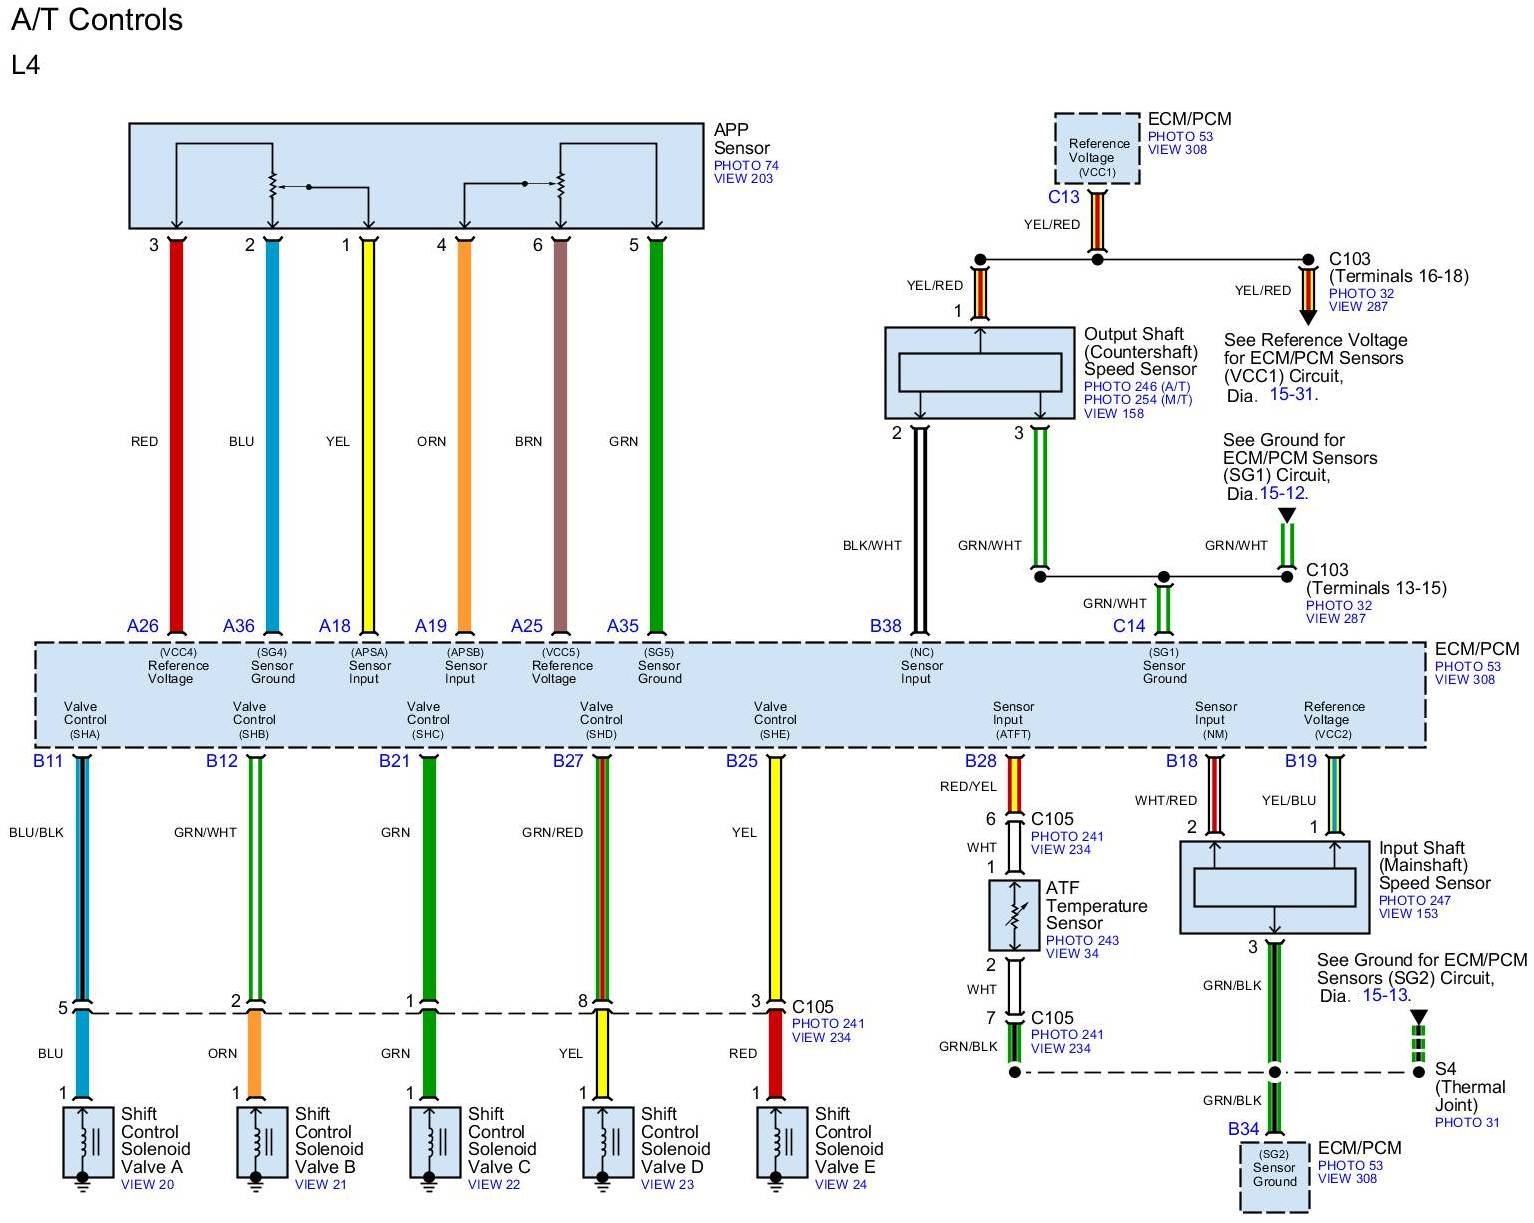 A/T Controls
L4
APP
Sensor
PHOTO 74
VIEW 203
3
2
1
4
6
5
RED
BLU
YEL
ORN
BRN
GRN
A26
A36
A18
A19
A25
A35
ECM/PCM
PHOTO 53
VIEW 308
Reference
Voltage
(VCC1)
C13
YEL/RED
YEL/RED
1
YEL/RED
C103
(Terminals 16-18)
PHOTO 32
VIEW 287
See Reference Voltage
for ECM/PCM Sensors
(VCC1) Circuit,
Dia. 15-31.
Output Shaft
(Countershaft)
Speed Sensor
PHOTO 246 (A/T)
PHOTO 254 (M/T)
VIEW 158
2
3
See Ground for
ECM/PCM Sensors
(SG1) Circuit,
Dia. 15-12.
BLK/WHT
GRN/WHT
GRN/WHT
C103
(Terminals 13-15)
PHOTO 32
VIEW 287
GRN/WHT
B38
C14
(VCC4)
Reference
Voltage
(SG4)
Sensor
Ground
(APSA)
Sensor
Input
(APSB)
Sensor
Input
(VCC5)
Reference
Voltage
(SG5)
Sensor
Ground
(NC)
Sensor
Input
(SG1)
Sensor
Ground
ECM/PCM
PHOTO 53
VIEW 308
Valve
Control
(SHA)
Valve
Control
(SHB)
Valve
Control
(SHC)
Valve
Control
(SHD)
Valve
Control
(SHE)
Sensor
Input
(ATFT)
Sensor
Input
(NM)
Reference
Voltage
(VCC2)
B11
B12
B21
B27
B25
B28
B18
B19
BLU/BLK
GRN/WHT
GRN
GRN/RED
YEL
RED/YEL
6
C105
PHOTO 241
VIEW 234
WHT
1
ATF
Temperature
Sensor
PHOTO 243
VIEW 34
2
WHT
7
C105
PHOTO 241
VIEW 234
GRN/BLK
WHT/RED
2
YEL/BLU
1
Input Shaft
(Mainshaft)
Speed Sensor
PHOTO 247
VIEW 153
3
GRN/BLK
See Ground for ECM/PCM
Sensors (SG2) Circuit,
Dia. 15-13.
S4
(Thermal
Joint)
PHOTO 31
GRN/BLK
B34
(SG2)
Sensor
Ground
ECM/PCM
PHOTO 53
VIEW 308
5
2
1
8
3
C105
PHOTO 241
VIEW 234
BLU
ORN
GRN
YEL
RED
1
1
1
1
1
Shift
Control
Solenoid
Valve A
VIEW 20
Shift
Control
Solenoid
Valve B
VIEW 21
Shift
Control
Solenoid
Valve C
VIEW 22
Shift
Control
Solenoid
Valve D
VIEW 23
Shift
Control
Solenoid
Valve E
VIEW 24